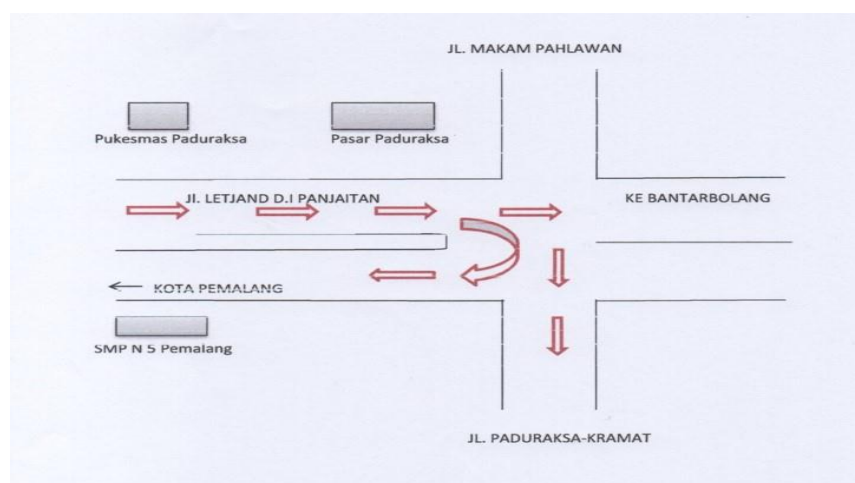 JL. MAKAM PAHLAWAN
Pukesmas Paduraksa
Pasar Paduraksa
Jl. LETJAND D.I PANJAITAN
KE BANTARBOLANG
KOTA PEMALANG
SMP N 5 Pemalang
JL. PADURAKSA-KRAMAT